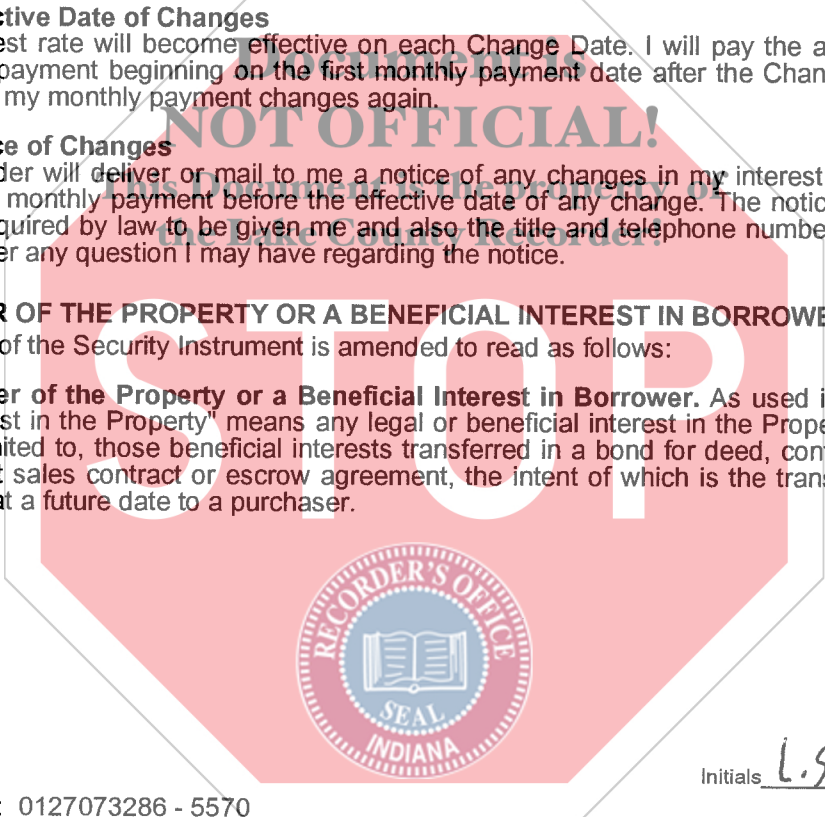 ctive Date of Changes
est rate will become effective on each Change Date. I will pay the a
payment beginning on the first monthly payment date after the Chan
my monthly payment changes again.
Document is
NOT OFFICIAL!
This Document is the property of
the Lake County Recorder!
ce of Changes
der will deliver or mail to me a notice of any changes in my interest
monthly payment before the effective date of any change. The notic
quired by law to be given me and also the title and telephone numbe
er any question I may have regarding the notice.
R OF THE PROPERTY OR A BENEFICIAL INTEREST IN BORROWE
of the Security Instrument is amended to read as follows:
STOP
er of the Property or a Beneficial Interest in Borrower. As used i
st in the Property" means any legal or beneficial interest in the Prope
ited to, those beneficial interests transferred in a bond for deed, con
t sales contract or escrow agreement, the intent of which is the trans
at a future date to a purchaser.
RECORDER'S OFFICE
SEAL
INDIANA
Initials L.S
: 0127073286 - 5570